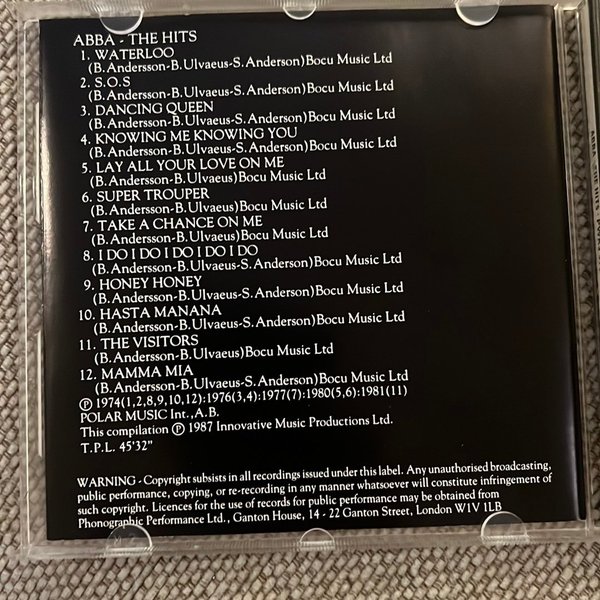 ABBA - THE HITS
1. WATERLOO
(B. Andersson-B. Ulvaeus-S. Anderson)Bocu Music Ltd
2. S.O.S
(B. Andersson-B. Ulvaeus-S. Anderson)Bocu Music Ltd
3. DANCING QUEEN
(B. Andersson-B. Ulvaeus-S. Anderson)Bocu Music Ltd
4. KNOWING ME KNOWING YOU
(B. Andersson-B. Ulvaeus-S. Anderson)Bocu Music Ltd
5. LAY ALL YOUR LOVE ON ME
(B. Andersson-B. Ulvaeus)Bocu Music Ltd
6. SUPER TROUPER
(B. Andersson-B. Ulvaeus)Bocu Music Ltd
7. TAKE A CHANCE ON ME
(B. Andersson-B. Ulvaeus)Bocu Music Ltd
8. I DO I DO I DO I DO I DO
(B. Andersson-B. Ulvaeus-S. Anderson)Bocu Music Ltd
9. HONEY HONEY
(B. Andersson-B. Ulvaeus-S. Anderson)Bocu Music Ltd
10. HASTA MANANA
(B. Andersson-B. Ulvaeus-S. Anderson)Bocu Music Ltd
11. THE VISITORS
(B. Andersson-B. Ulvaeus)Bocu Music Ltd
12. MAMMA MIA
(B. Andersson-B. Ulvaeus-S. Anderson)Bocu Music Ltd
℗ 1974(1,2,8,9,10,12):1976(3,4):1977(7):1980(5,6):1981(11)
POLAR MUSIC Int.,A.B.
This compilation ℗ 1987 Innovative Music Productions Ltd.
T.P.L. 45'32"
WARNING - Copyright subsists in all recordings issued under this label. Any unauthorised broadcasting,
public performance, copying, or re-recording in any manner whatsoever will constitute infringement of
such copyright. Licences for the use of records for public performance may be obtained from
Phonographic Performance Ltd., Ganton House, 14 - 22 Ganton Street, London W1V 1LB